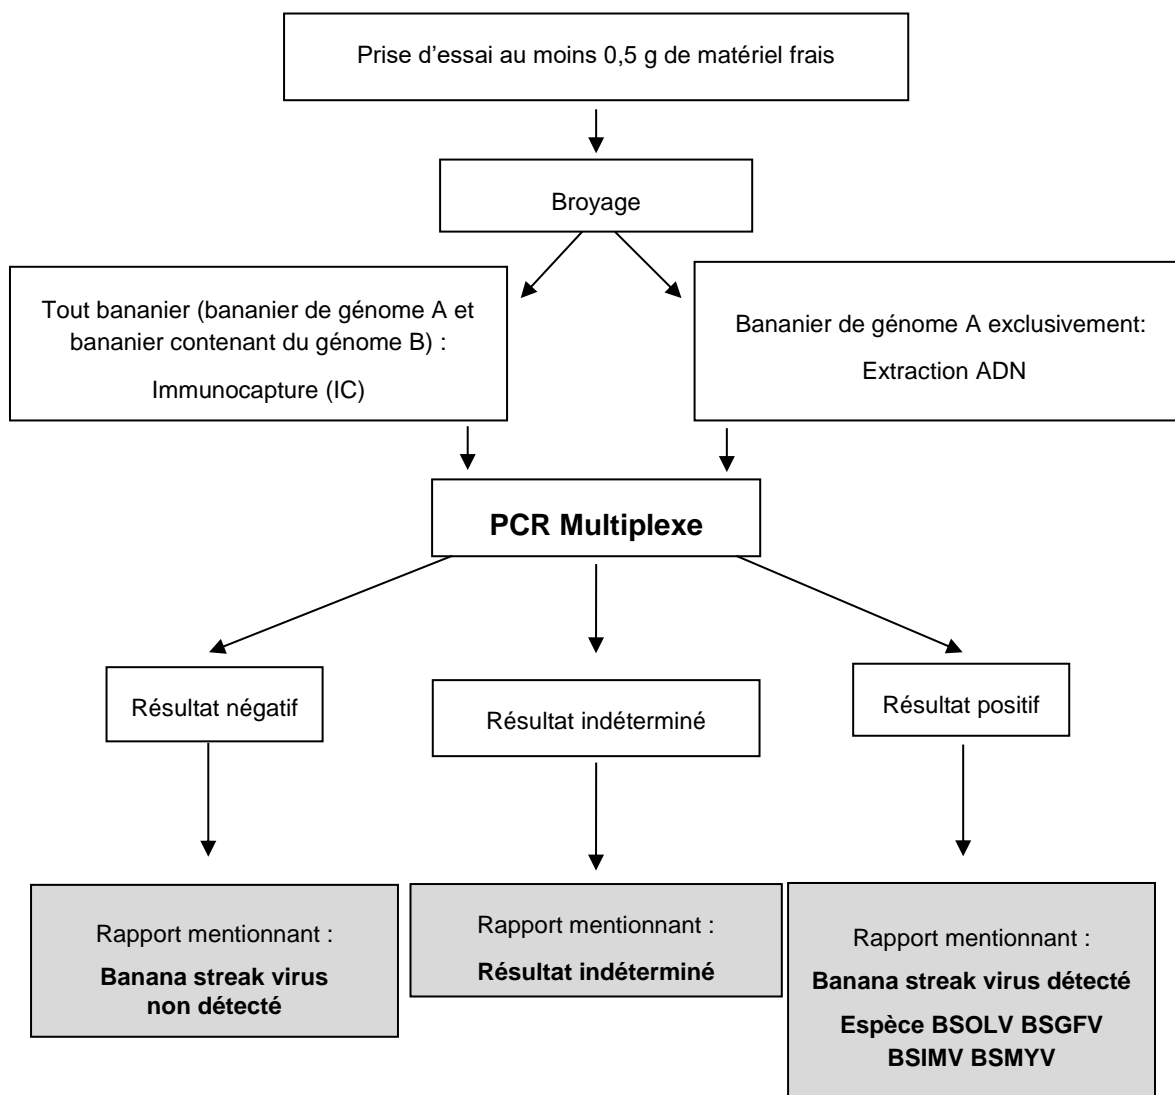 Prise d’essai au moins 0,5 g de matériel frais
Broyage
Tout bananier (bananier de génome A et
bananier contenant du génome B) :
Immunocapture (IC)
Bananier de génome A exclusivement:
Extraction ADN
PCR Multiplexe
Résultat négatif
Résultat indéterminé
Résultat positif
Rapport mentionnant :
Banana streak virus
non détecté
Rapport mentionnant :
Résultat indéterminé
Rapport mentionnant :
Banana streak virus détecté
Espèce BSOLV BSGFV
BSIMV BSMYV